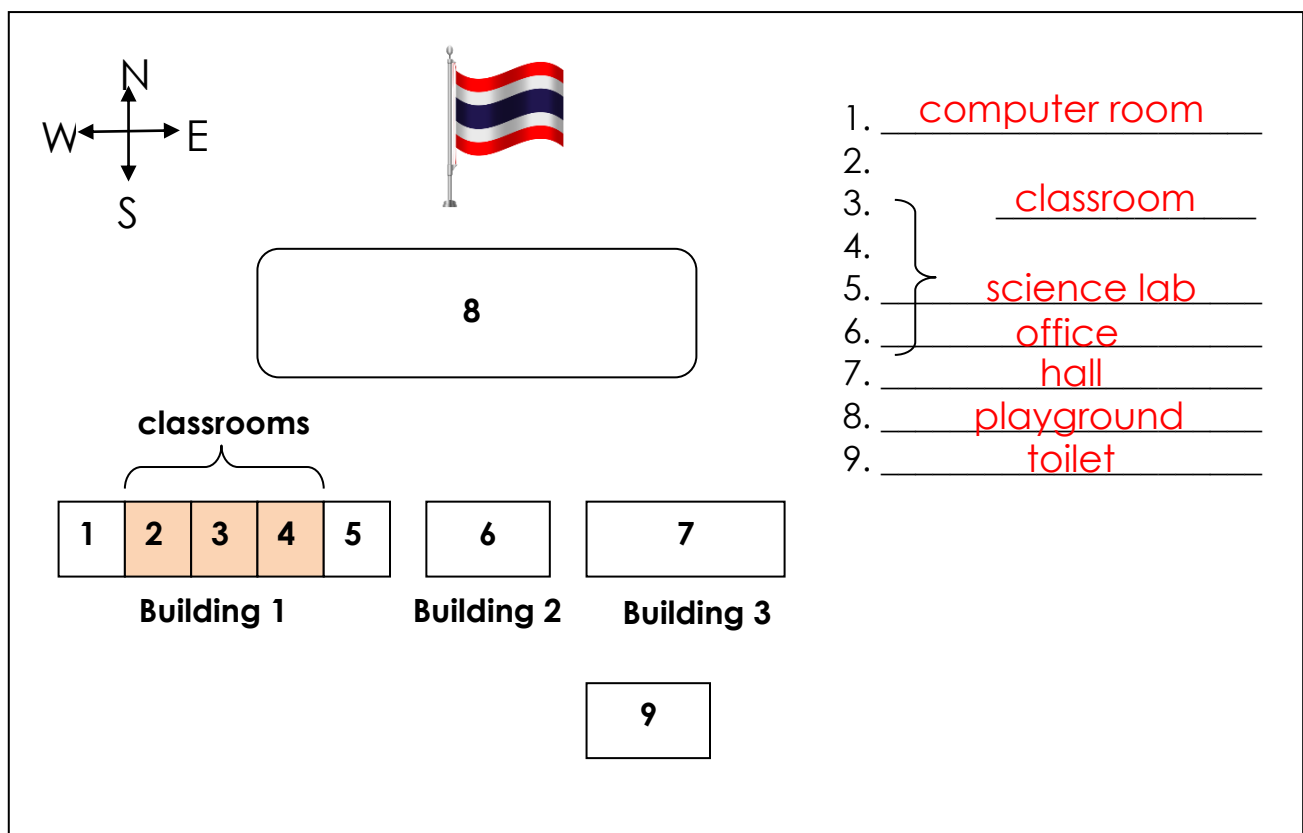 N
W E
S
8
classrooms
1 2 3 4 5 6 7
Building 1 Building 2 Building 3
9
1. computer room
2.
3. classroom
4.
5. science lab
6. office
7. hall
8. playground
9. toilet